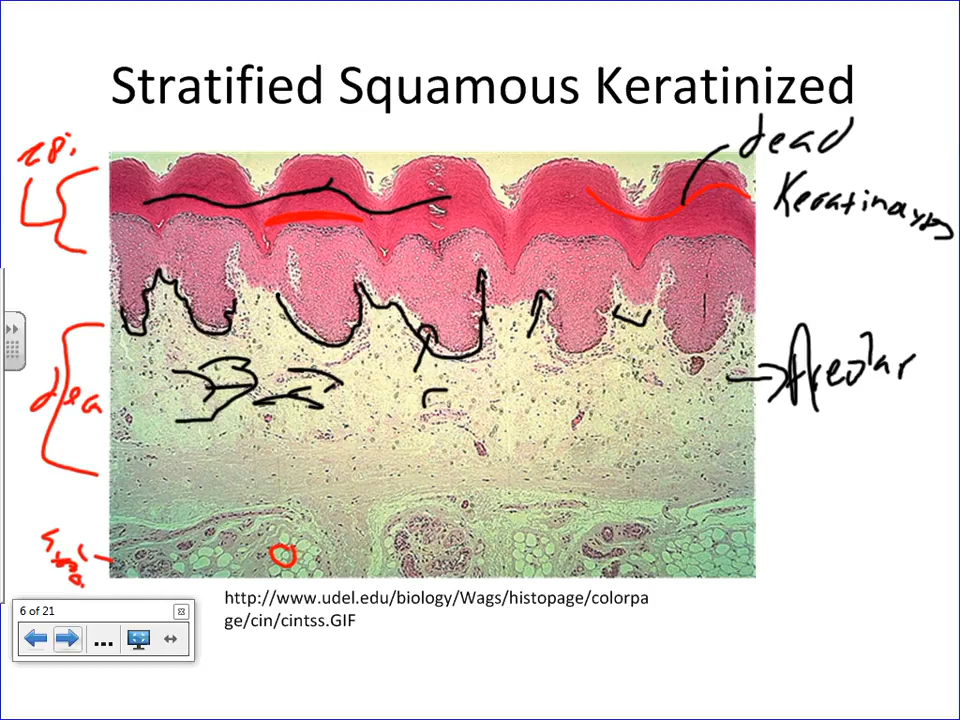 Stratified Squamous Keratinized
dead
Areolar
http://www.udel.edu/biology/Wags/histopage/colorpa
ge/cin/cintss.GIF
6 of 21
...